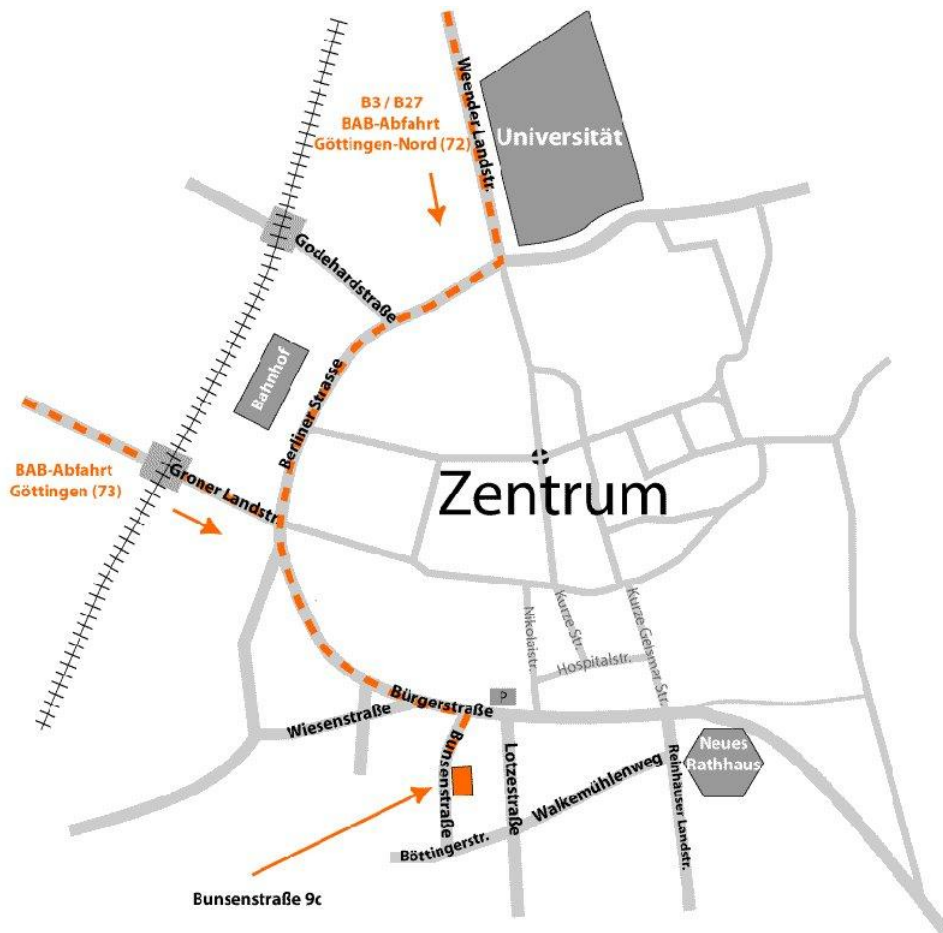 B3 / B27
BAB-Abfahrt
Göttingen-Nord (72)
Weender Landstr.
Universität
Godehardstraße
Bahnhof
Berliner Strasse
BAB-Abfahrt
Göttingen (73)
Groner Landstr.
Zentrum
Nikolaistr.
Kurze Str.
Kurze Geismar Str.
Hospitalstr.
P
Bürgerstraße
Wiesenstraße
Bunsenstraße
Lotzestraße
Walkemühlenweg
Reinhäuser Landstr.
Neues
Rathhaus
Böttingerstr.
Bunsenstraße 9c